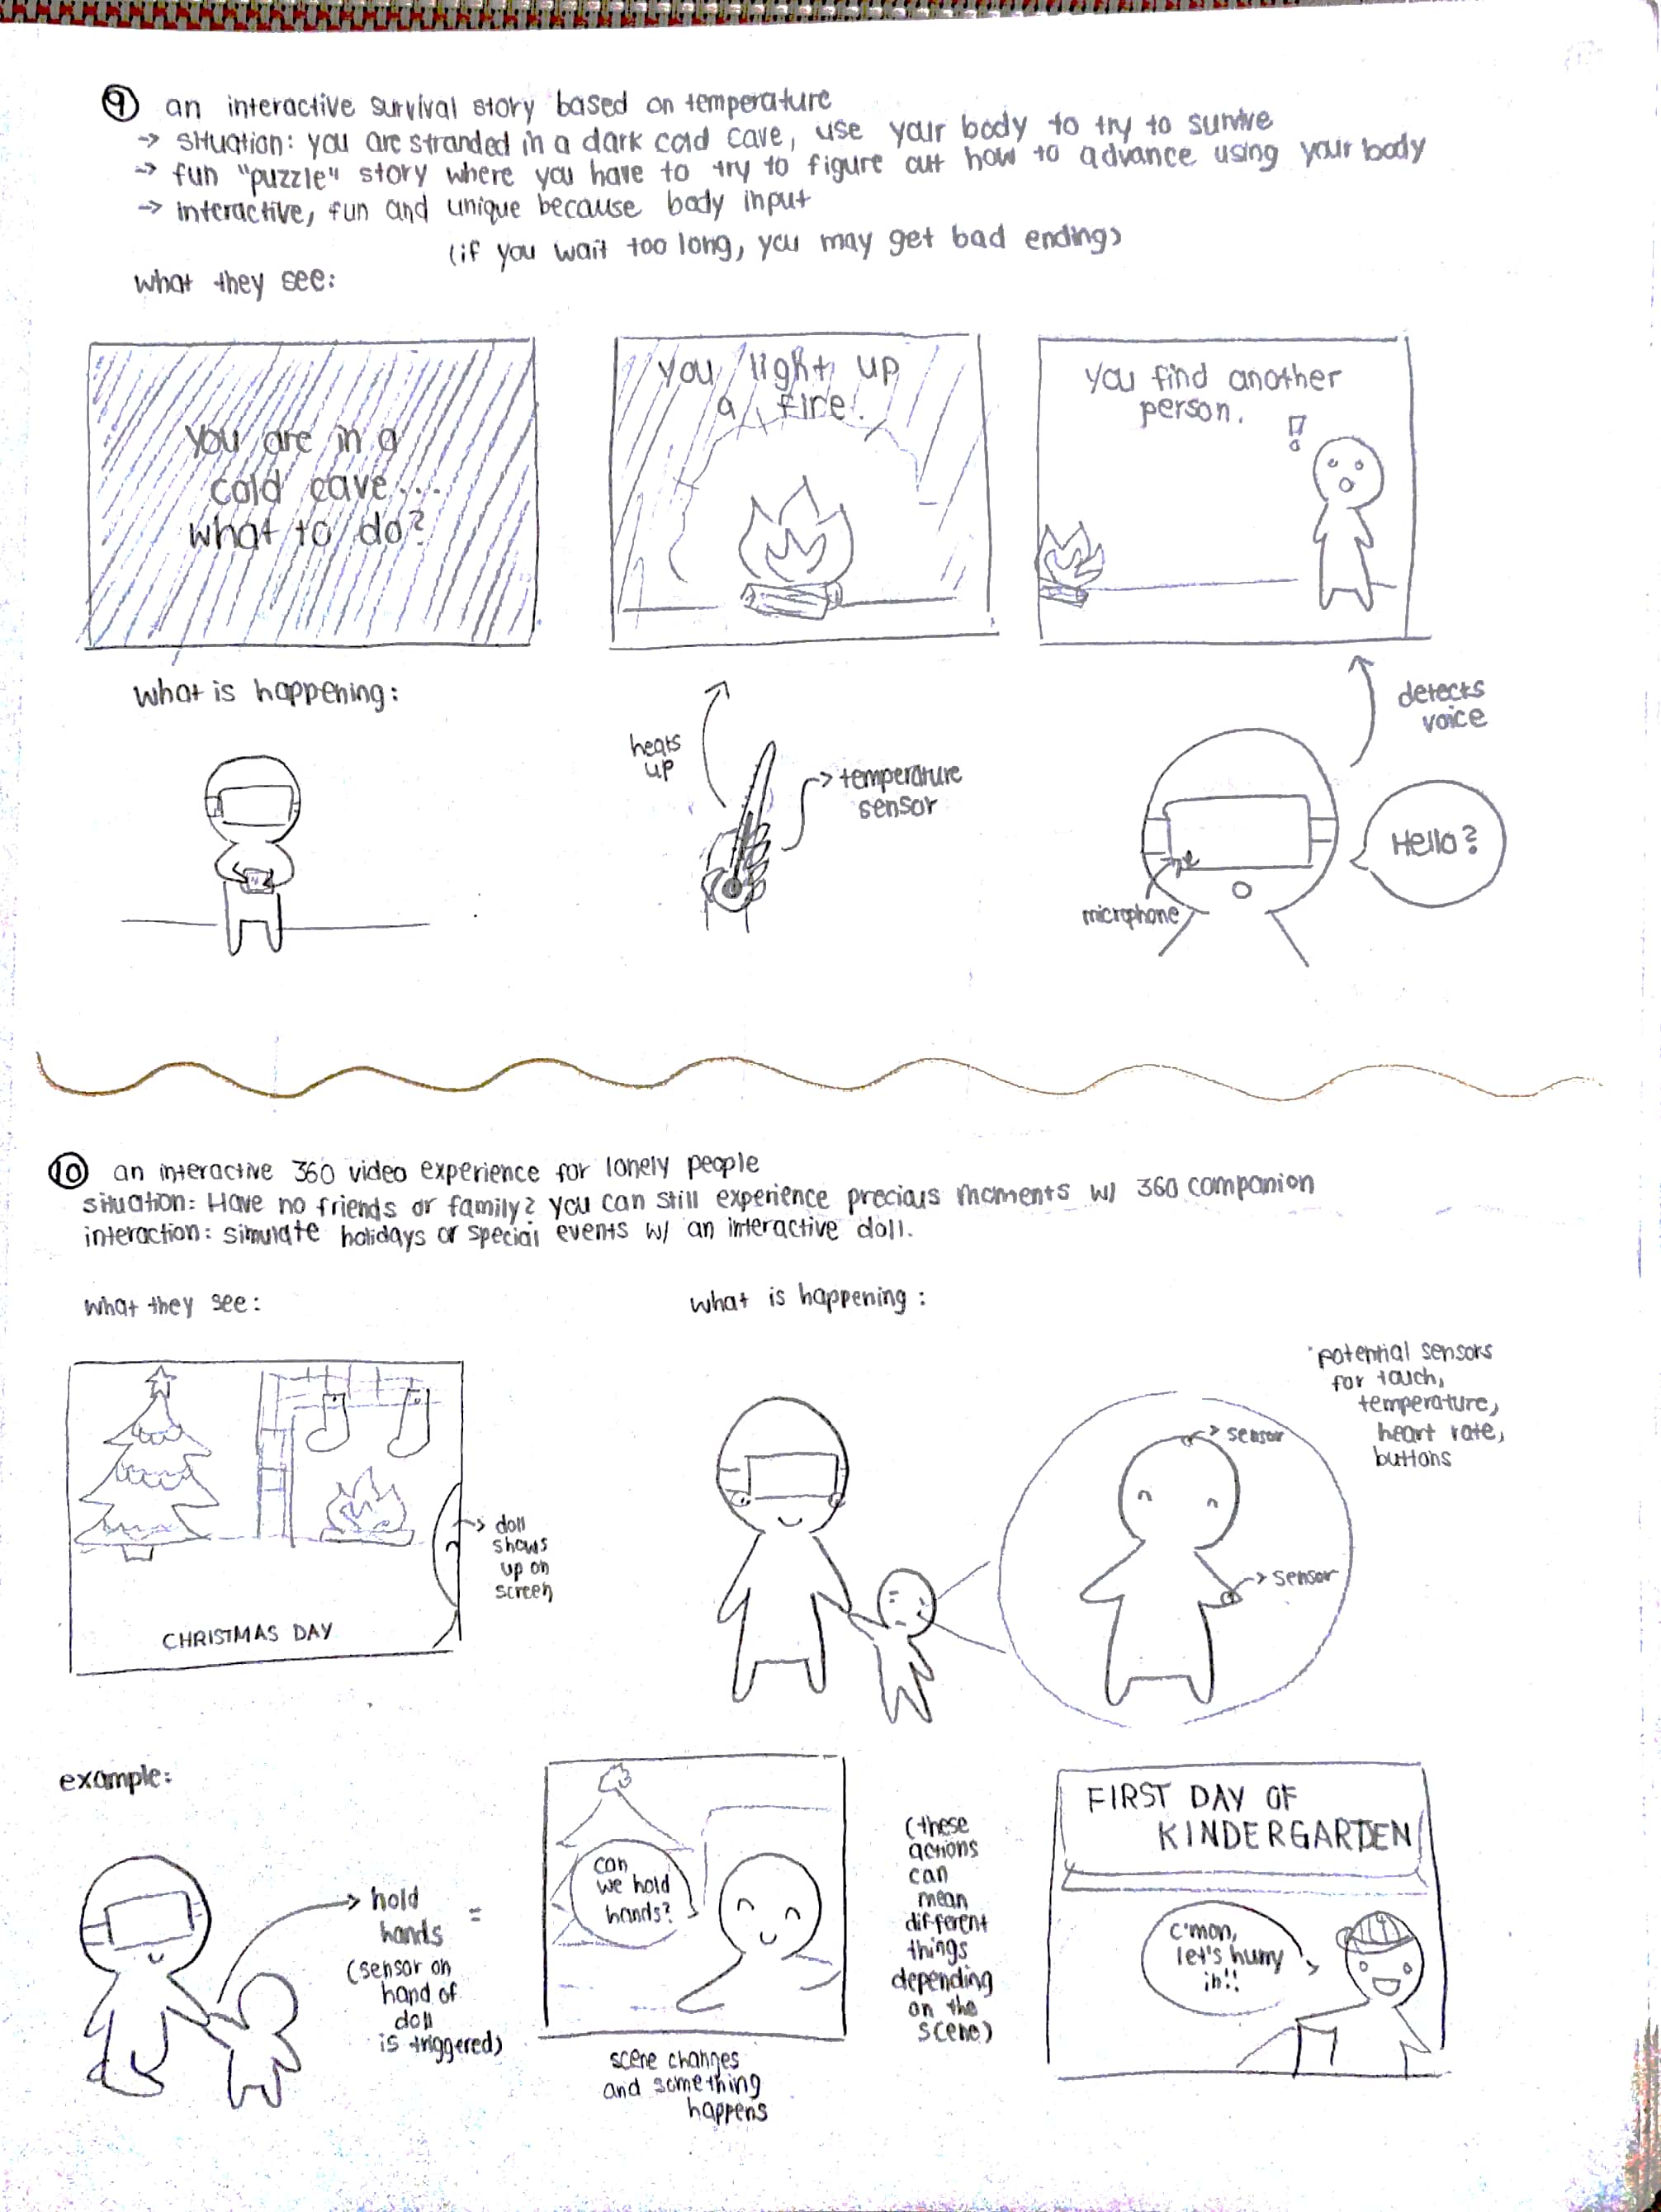 9 an interactive survival story based on temperature
→ situation: you are stranded in a dark cold cave, use your body to try to survive
→ fun "puzzle" story where you have to try to figure out how to advance using your body
→ interactive, fun and unique because body input
(if you wait too long, you may get bad ending)
what they see:
You are in a
cold cave...
what to do?
you light up
a fire.
you find another
person.
!
what is happening:
heats
up
→ temperature
sensor
detects
voice
Hello?
microphone
10 an interactive 360 video experience for lonely people
situation: Have no friends or family? you can still experience precious moments w/ 360 companion
interaction: simulate holidays or special events w/ an interactive doll.
what they see:
what is happening:
CHRISTMAS DAY
→ doll
shows
up on
screen
→ sensor
→ sensor
*potential sensors
for touch,
temperature,
heart rate,
buttons
example:
→ hold
hands
(sensor on
hand of
doll
is triggered)
=
can
we hold
hands?
scene changes
and something
happens
(these
actions
can
mean
different
things
depending
on the
scene)
FIRST DAY OF
KINDERGARTEN
C'mon,
let's hurry
in!!